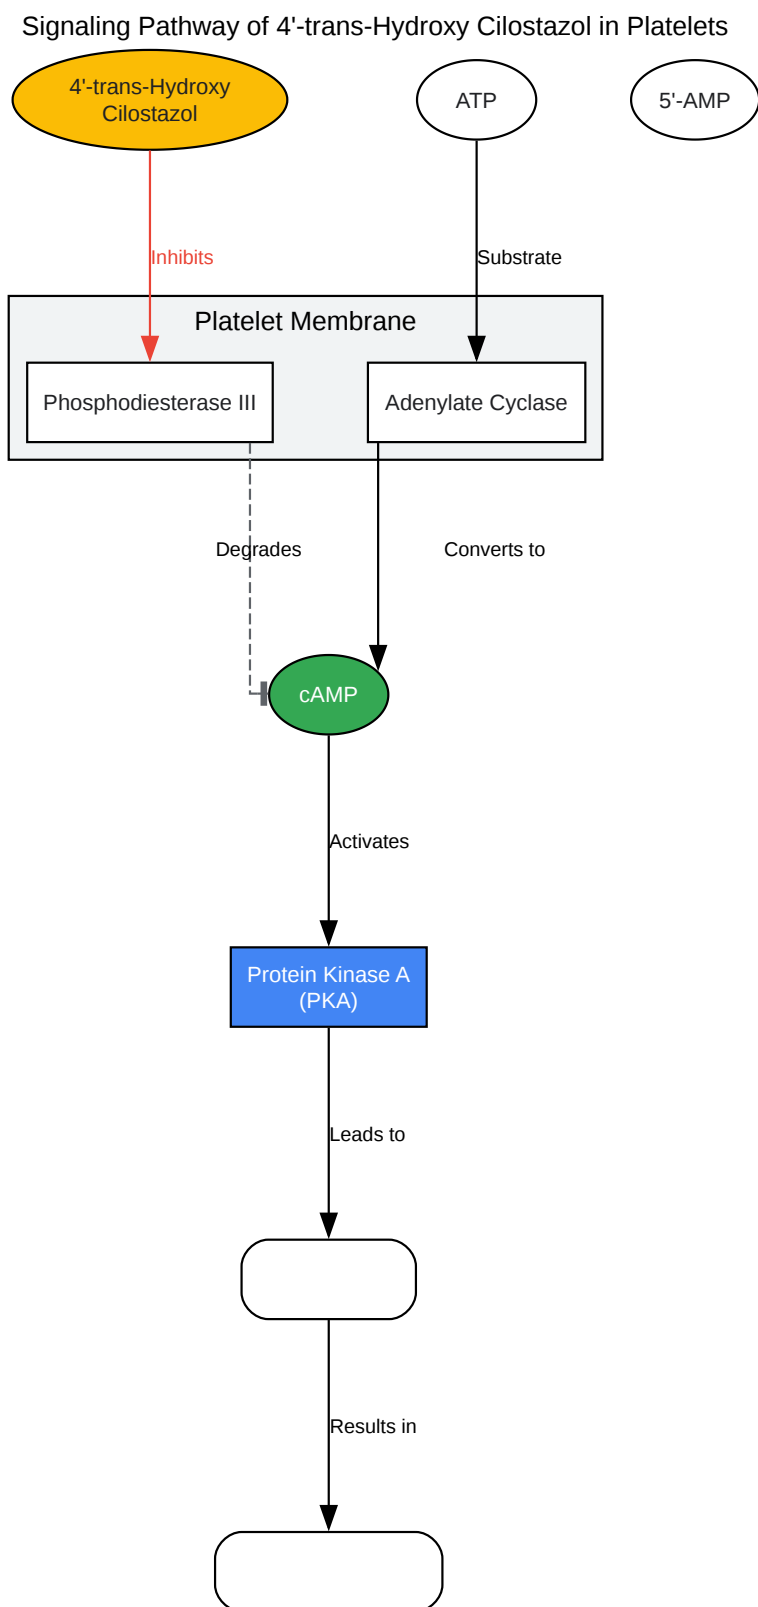 Signaling Pathway of 4'-trans-Hydroxy Cilostazol in Platelets
4'-trans-Hydroxy
Cilostazol
ATP
5'-AMP
Inhibits
Substrate
Platelet Membrane
Phosphodiesterase III
Adenylate Cyclase
Degrades
Converts to
cAMP
Activates
Protein Kinase A
(PKA)
Leads to
Results in